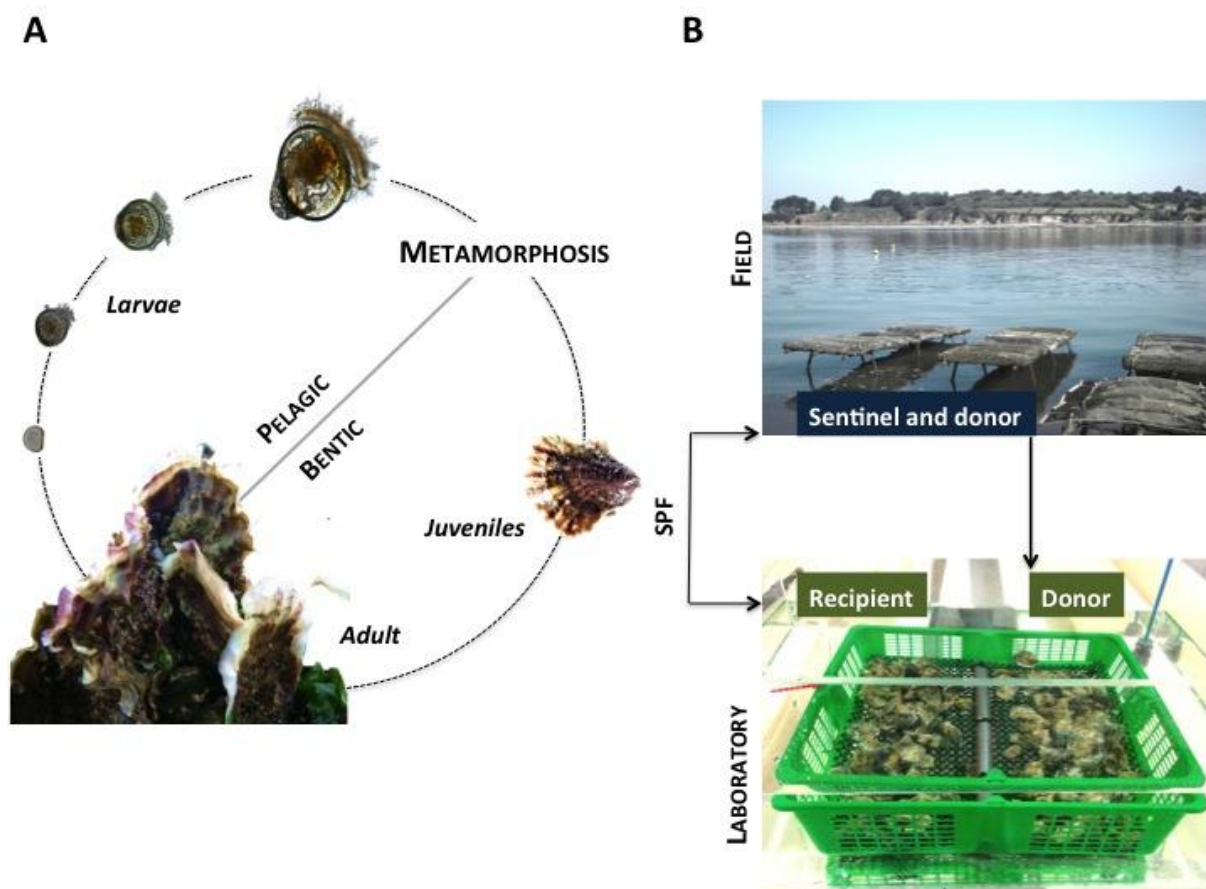 A
METAMORPHOSIS
Larvae
PELAGIC
BENTIC
Juveniles
Adult
B
FIELD
Sentinel and donor
SPF
Recipient
Donor
LABORATORY